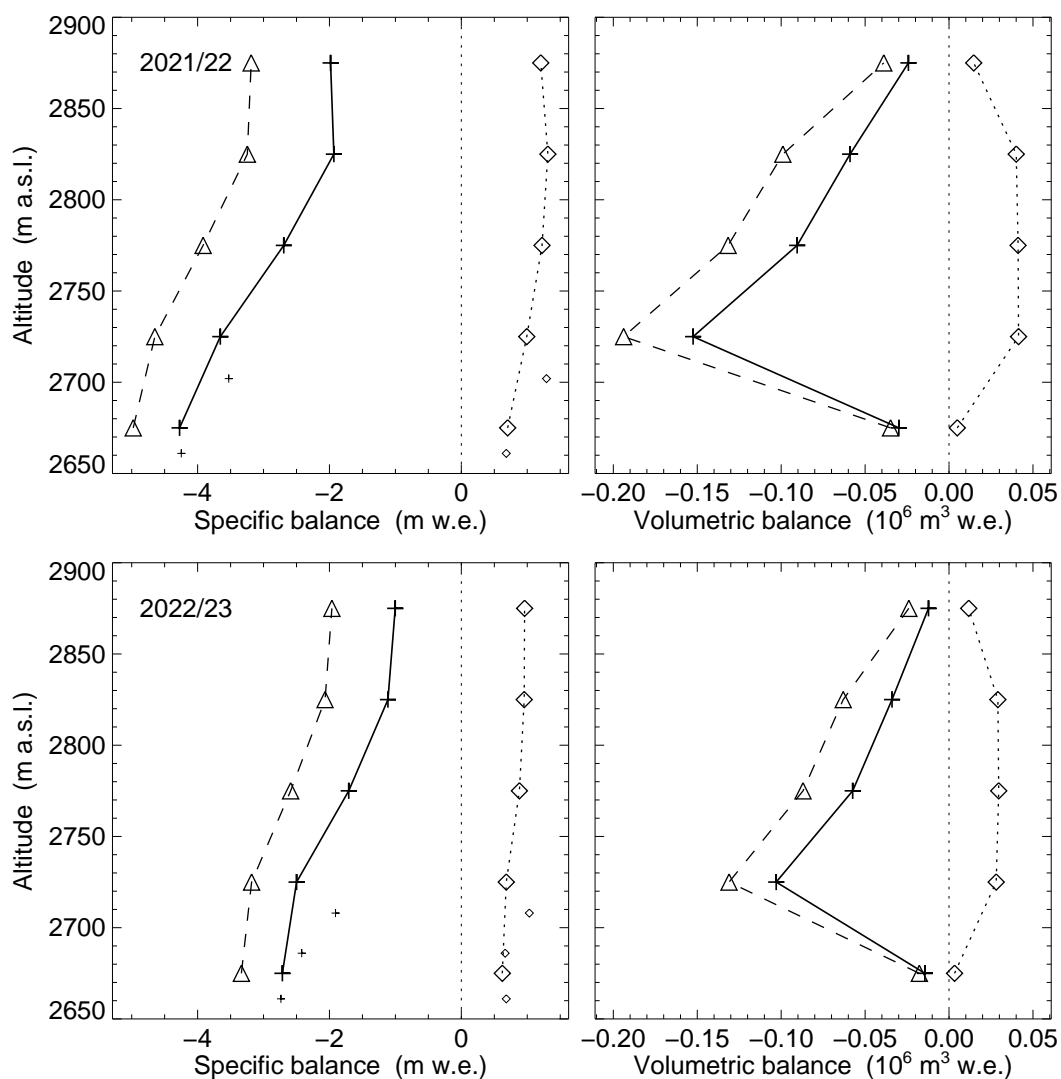 2021/22
2900
2850
2800
2750
2700
2650
Altitude (m a.s.l.)
−4 −2 0
Specific balance (m w.e.)
−0.20 −0.15 −0.10 −0.05 0.00 0.05
Volumetric balance (10⁶ m³ w.e.)
2022/23
2900
2850
2800
2750
2700
2650
Altitude (m a.s.l.)
−4 −2 0
Specific balance (m w.e.)
−0.20 −0.15 −0.10 −0.05 0.00 0.05
Volumetric balance (10⁶ m³ w.e.)